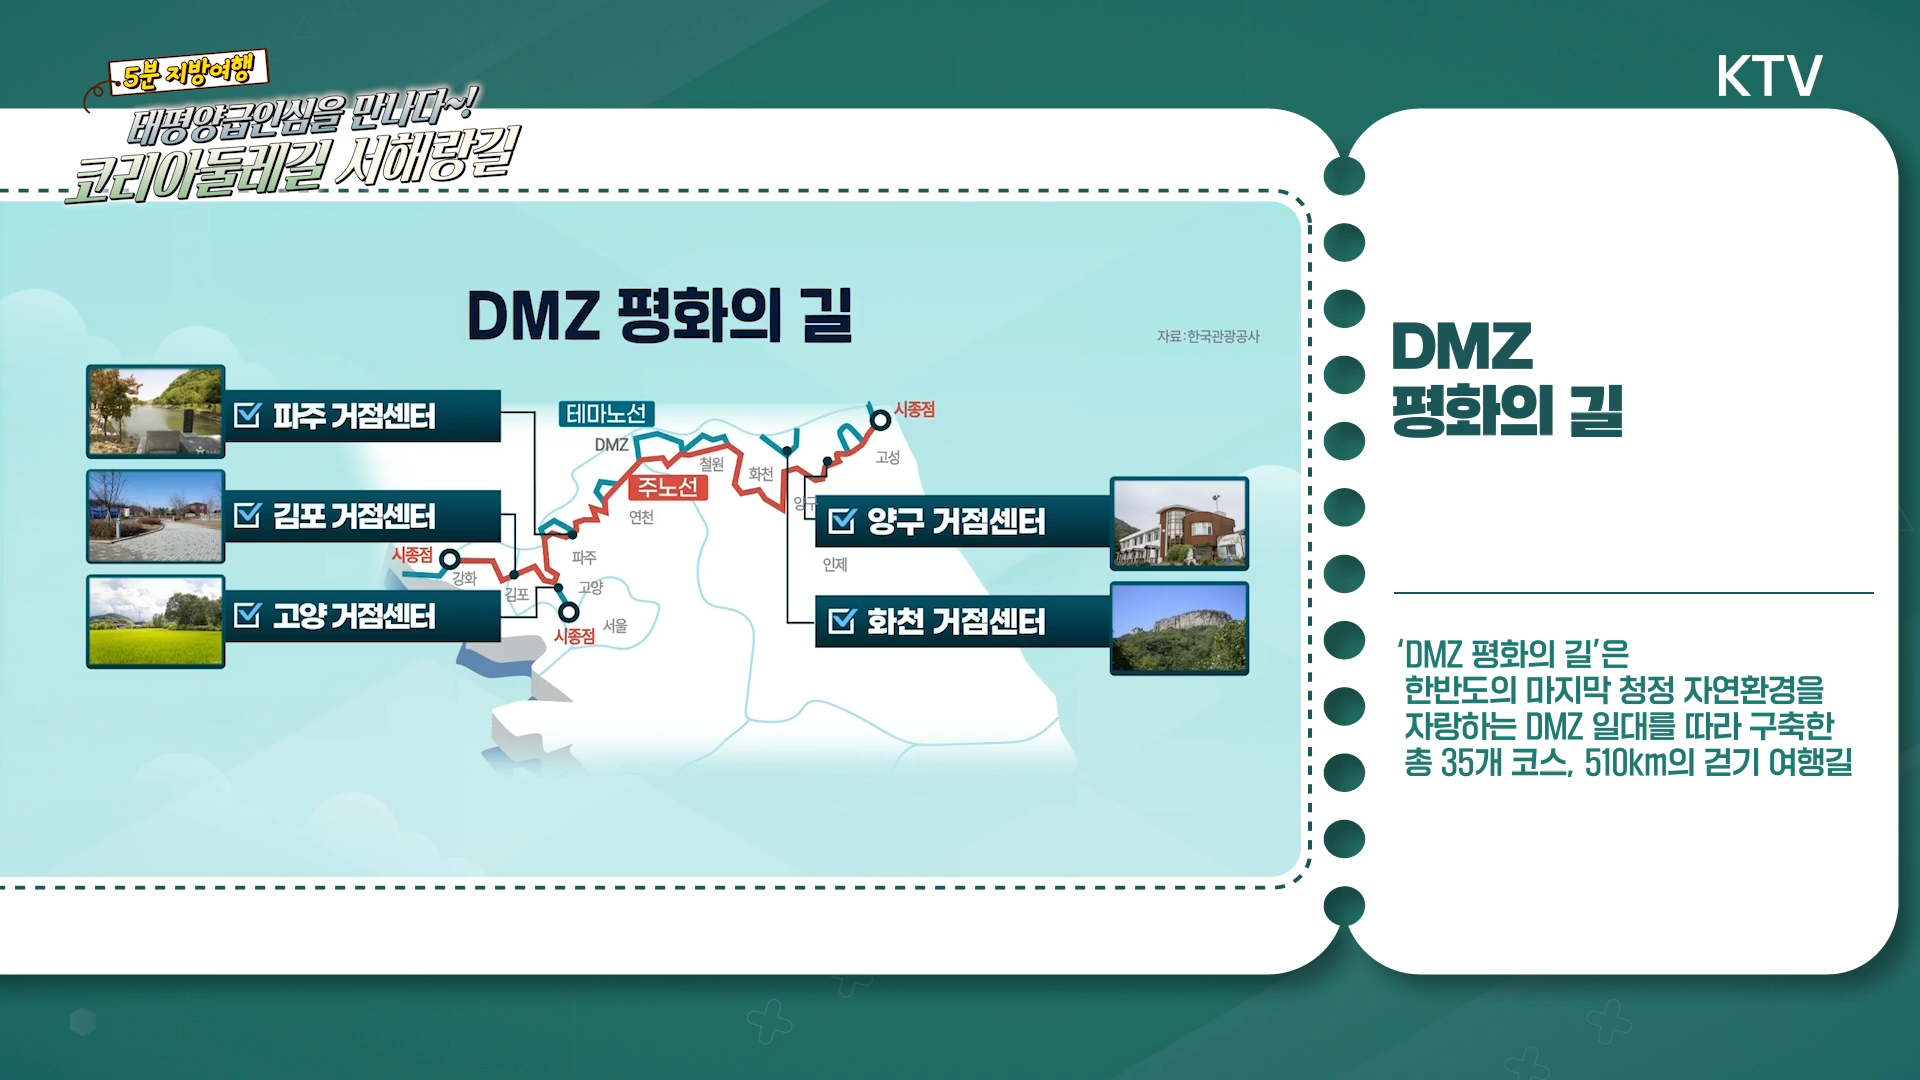 5분 지방여행
태평양급인심을 만나다~!
코리아둘레길 서해랑길
KTV
DMZ 평화의 길
자료:한국관광공사
파주 거점센터
김포 거점센터
고양 거점센터
테마노선
DMZ
주노선
시종점
고성
철원
화천
양구
연천
파주
시종점
강화
김포
고양
시종점
서울
인제
양구 거점센터
화천 거점센터
DMZ
평화의 길
‘DMZ 평화의 길’은
한반도의 마지막 청정 자연환경을
자랑하는 DMZ 일대를 따라 구축한
총 35개 코스, 510km의 걷기 여행길